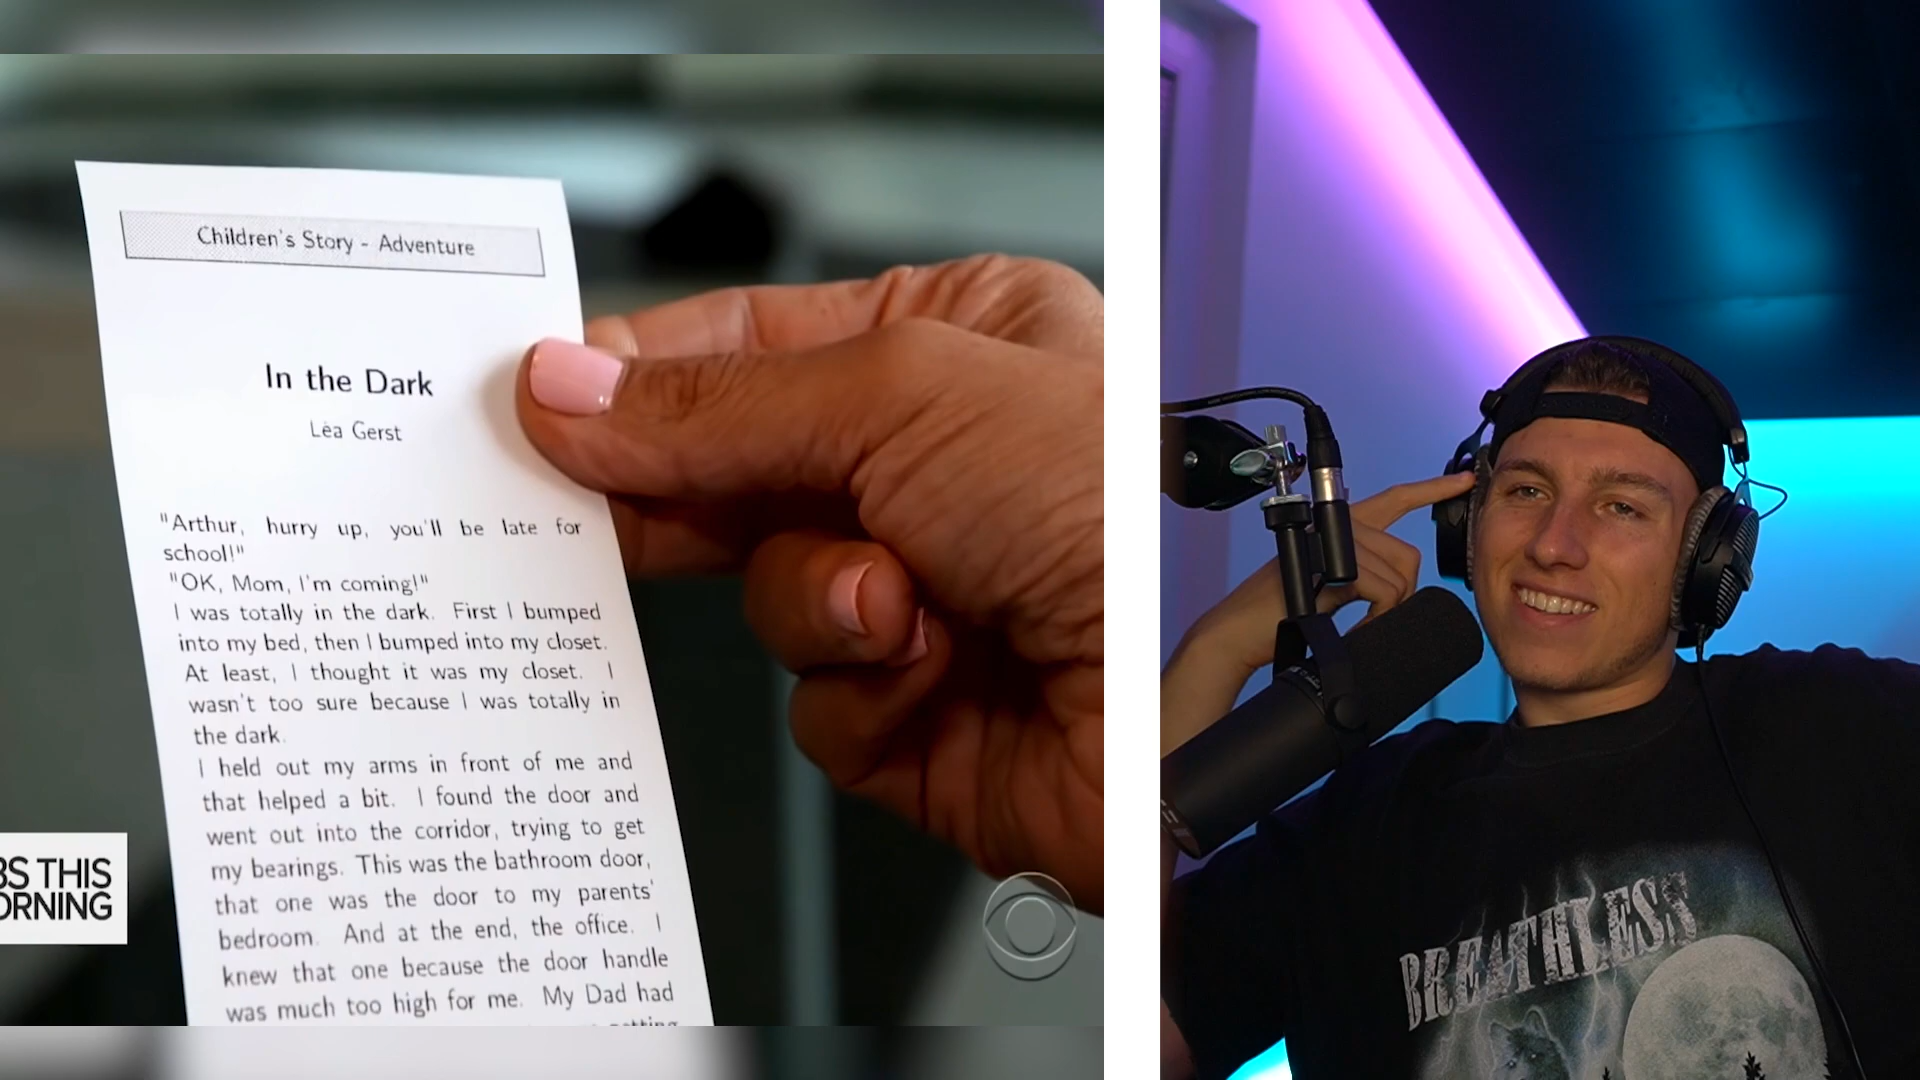 Children's Story - Adventure
In the Dark
Léa Gerst
"Arthur, hurry up, you'll be late for
school!"
"OK, Mom, I'm coming!"
I was totally in the dark. First I bumped
into my bed, then I bumped into my closet.
At least, I thought it was my closet. I
wasn't too sure because I was totally in
the dark.
I held out my arms in front of me and
that helped a bit. I found the door and
went out into the corridor, trying to get
my bearings. This was the bathroom door,
that one was the door to my parents'
bedroom. And at the end, the office. I
knew that one because the door handle
was much too high for me. My Dad had
BS THIS
ORNING
BREATHLESS